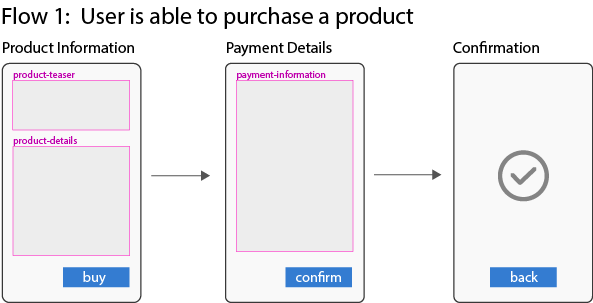 Flow 1: User is able to purchase a product
Product Information
product-teaser
product-details
buy
Payment Details
payment-information
confirm
Confirmation
back